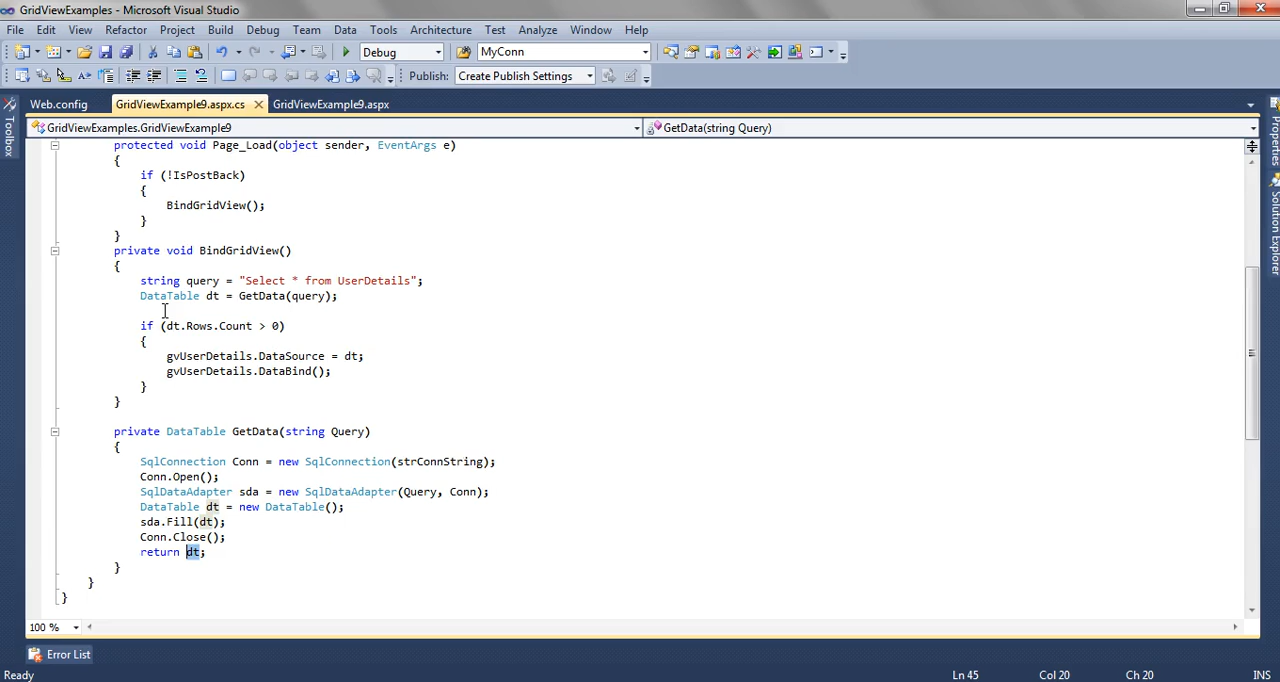 GridViewExamples - Microsoft Visual Studio
File Edit View Refactor Project Build Debug Team Data Tools Architecture Test Analyze Window Help
Debug MyConn
Publish: Create Publish Settings
Web.config GridViewExample9.aspx.cs GridViewExample9.aspx
GridViewExamples.GridViewExample9 GetData(string Query)
Toolbox
Properties
Solution Explorer
protected void Page_Load(object sender, EventArgs e)
{
if (!IsPostBack)
{
BindGridView();
}
}
private void BindGridView()
{
string query = "Select * from UserDetails";
DataTable dt = GetData(query);
if (dt.Rows.Count > 0)
{
gvUserDetails.DataSource = dt;
gvUserDetails.DataBind();
}
}
private DataTable GetData(string Query)
{
SqlConnection Conn = new SqlConnection(strConnString);
Conn.Open();
SqlDataAdapter sda = new SqlDataAdapter(Query, Conn);
DataTable dt = new DataTable();
sda.Fill(dt);
Conn.Close();
return dt;
}
}
}
100 %
Error List
Ready Ln 45 Col 20 Ch 20 INS